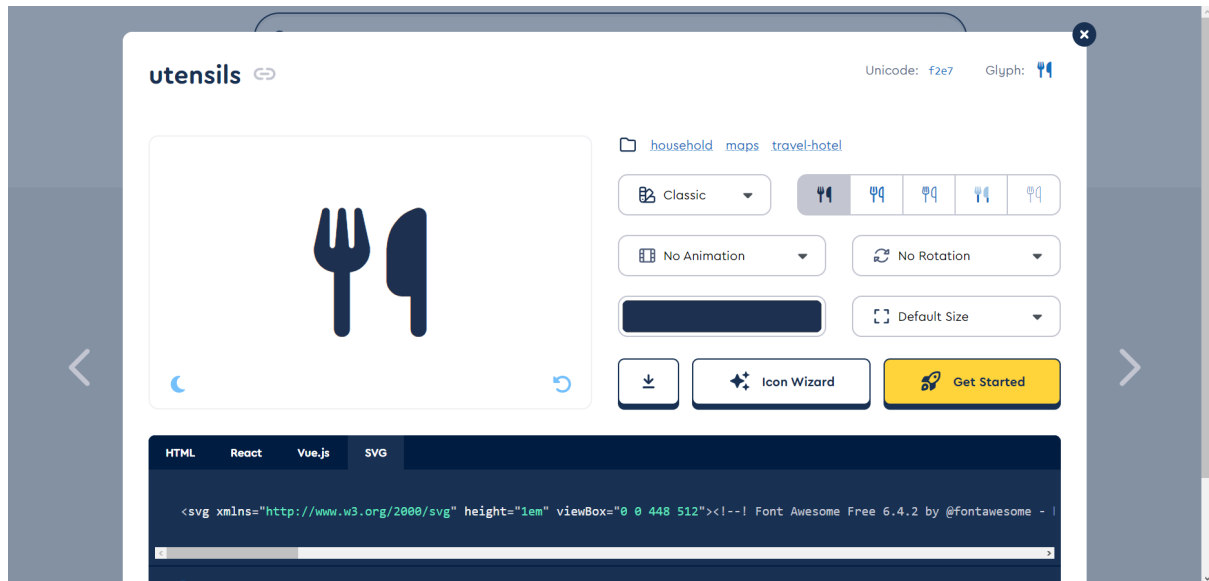 utensils
Unicode: f2e7 Glyph:
household maps travel-hotel
Classic
No Animation
No Rotation
Default Size
Icon Wizard
Get Started
HTML React Vue.js SVG
<svg xmlns="http://www.w3.org/2000/svg" height="1em" viewBox="0 0 448 512"><!--! Font Awesome Free 6.4.2 by @fontawesome -